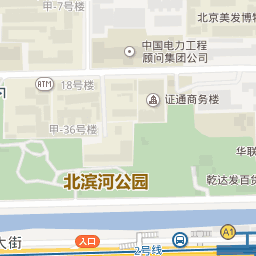 甲-7号楼
北京美发博物
中国电力工程
顾问集团公司
ATM
18号楼
证通商务楼
甲-36号楼
华联
北滨河公园
乾达发百货
大街
入口
2号线
A1